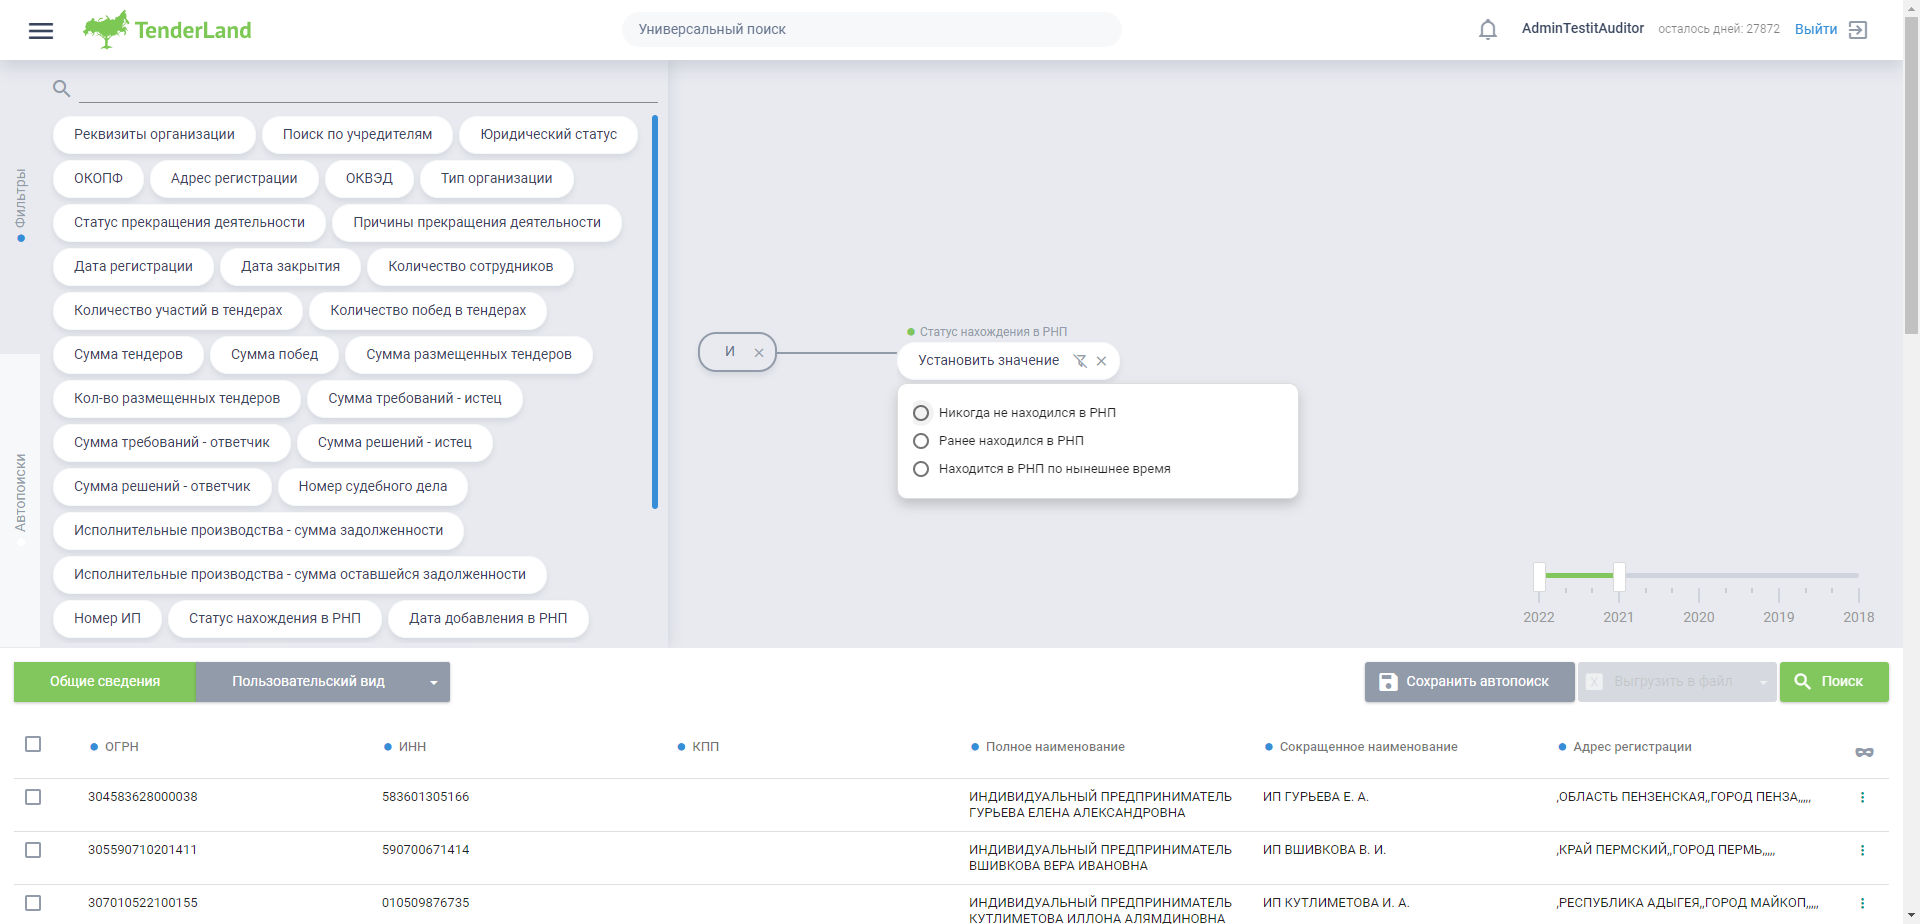 TenderLand
Универсальный поиск
AdminTestitAuditor
осталось дней: 27872
Выйти
Фильтры
Автопоиски
Реквизиты организации
Поиск по учредителям
Юридический статус
ОКОПФ
Адрес регистрации
ОКВЭД
Тип организации
Статус прекращения деятельности
Причины прекращения деятельности
Дата регистрации
Дата закрытия
Количество сотрудников
Количество участий в тендерах
Количество побед в тендерах
Сумма тендеров
Сумма побед
Сумма размещенных тендеров
Кол-во размещенных тендеров
Сумма требований - истец
Сумма требований - ответчик
Сумма решений - истец
Сумма решений - ответчик
Номер судебного дела
Исполнительные производства - сумма задолженности
Исполнительные производства - сумма оставшейся задолженности
Номер ИП
Статус нахождения в РНП
Дата добавления в РНП
И
Статус нахождения в РНП
Установить значение
Никогда не находился в РНП
Ранее находился в РНП
Находится в РНП по нынешнее время
2022
2021
2020
2019
2018
Общие сведения
Пользовательский вид
Сохранить автопоиск
Выгрузить в файл
Поиск
ОГРН
ИНН
КПП
Полное наименование
Сокращенное наименование
Адрес регистрации
304583628000038
583601305166
ИНДИВИДУАЛЬНЫЙ ПРЕДПРИНИМАТЕЛЬ
ГУРЬЕВА ЕЛЕНА АЛЕКСАНДРОВНА
ИП ГУРЬЕВА Е. А.
,ОБЛАСТЬ ПЕНЗЕНСКАЯ,,ГОРОД ПЕНЗА,,,,,
305590710201411
590700671414
ИНДИВИДУАЛЬНЫЙ ПРЕДПРИНИМАТЕЛЬ
ВШИВКОВА ВЕРА ИВАНОВНА
ИП ВШИВКОВА В. И.
,КРАЙ ПЕРМСКИЙ,,ГОРОД ПЕРМЬ,,,,,
307010522100155
010509876735
ИНДИВИДУАЛЬНЫЙ ПРЕДПРИНИМАТЕЛЬ
КУТЛИМЕТОВА ИЛЛОНА АЛЯМДИНОВНА
ИП КУТЛИМЕТОВА И. А.
,РЕСПУБЛИКА АДЫГЕЯ,,ГОРОД МАЙКОП,,,,,